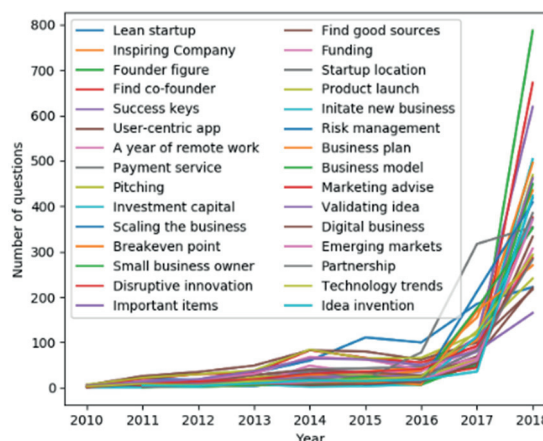 800
700
600
500
400
300
200
100
0
Number of questions
Lean startup
Inspiring Company
Founder figure
Find co-founder
Success keys
User-centric app
A year of remote work
Payment service
Pitching
Investment capital
Scaling the business
Breakeven point
Small business owner
Disruptive innovation
Important items
Find good sources
Funding
Startup location
Product launch
Initate new business
Risk management
Business plan
Business model
Marketing advise
Validating idea
Digital business
Emerging markets
Partnership
Technology trends
Idea invention
2010 2011 2012 2013 2014 2015 2016 2017 2018
Year